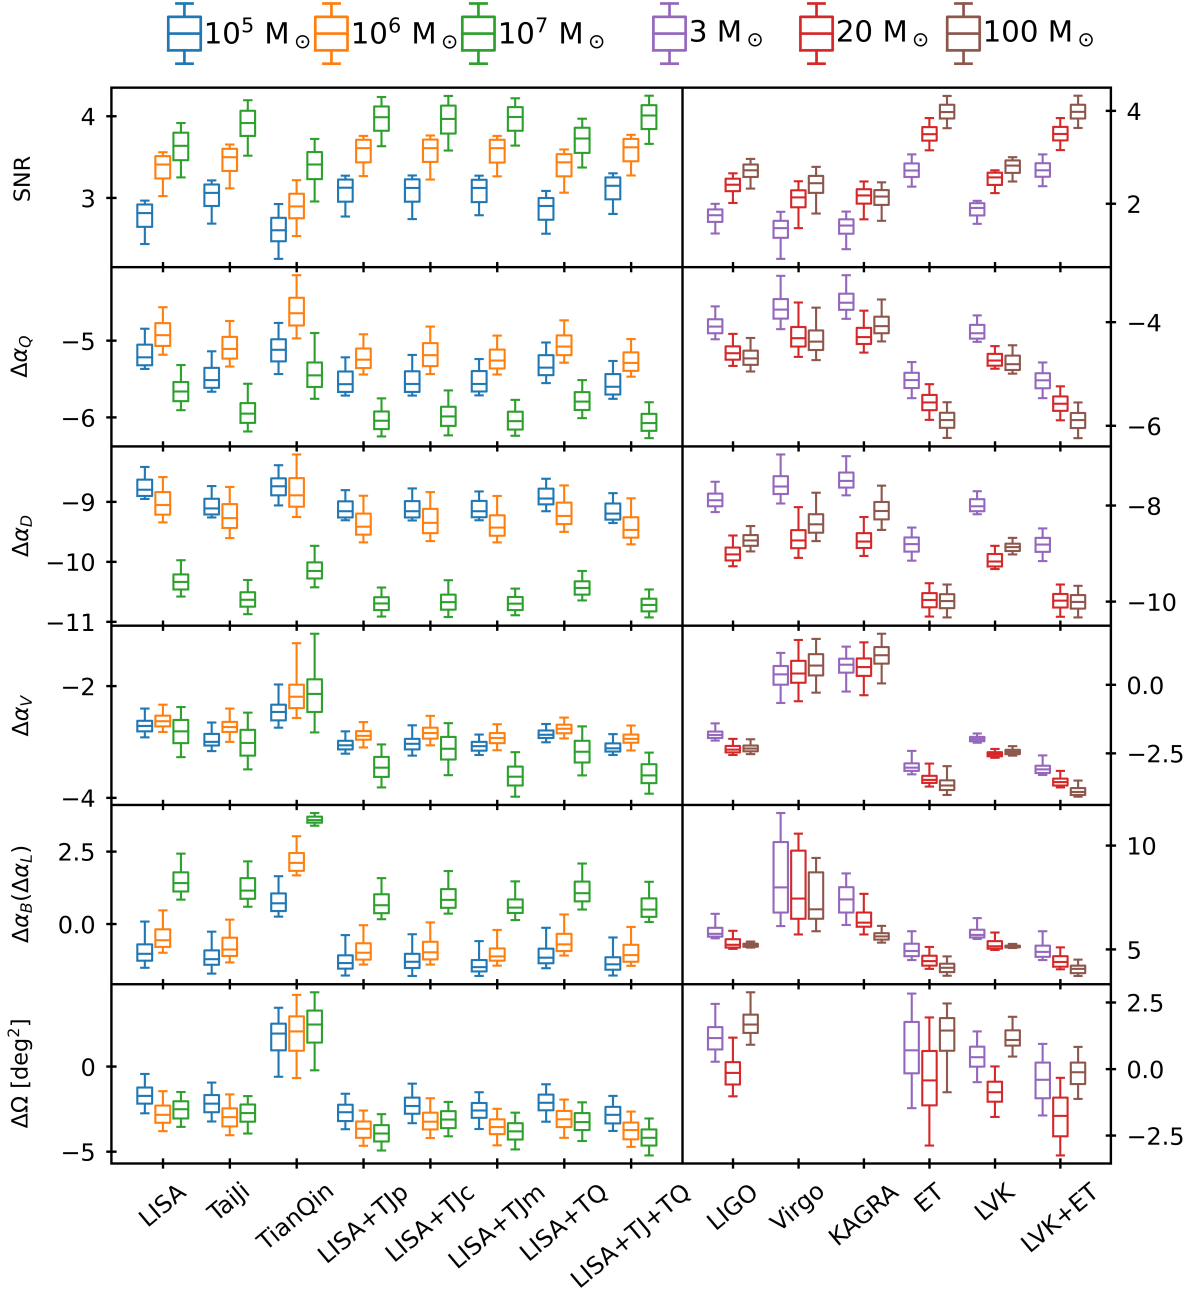 10⁵ M⊙ 10⁶ M⊙ 10⁷ M⊙ 3 M⊙ 20 M⊙ 100 M⊙
SNR
4
3
4
2
Δα_Q
−5
−6
−4
−6
Δα_D
−9
−10
−11
−8
−10
Δα_V
−2
−4
0.0
−2.5
Δα_B(Δα_L)
2.5
0.0
10
5
ΔΩ [deg²]
0
−5
2.5
0.0
−2.5
LISA
TaiJi
TianQin
LISA+TJp
LISA+TJc
LISA+TJm
LISA+TQ
LISA+TJ+TQ
LIGO
Virgo
KAGRA
ET
LVK
LVK+ET